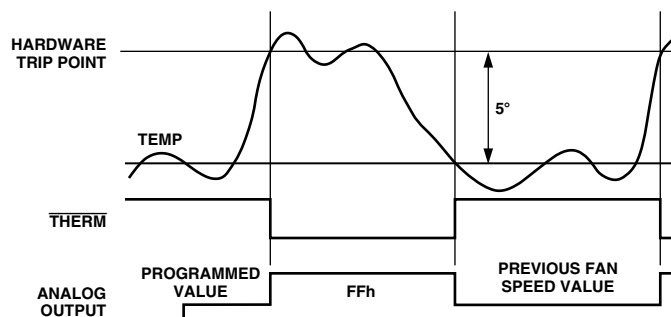 HARDWARE
TRIP POINT
5°
TEMP
THERM
PROGRAMMED
VALUE
FFh
PREVIOUS FAN
SPEED VALUE
ANALOG
OUTPUT